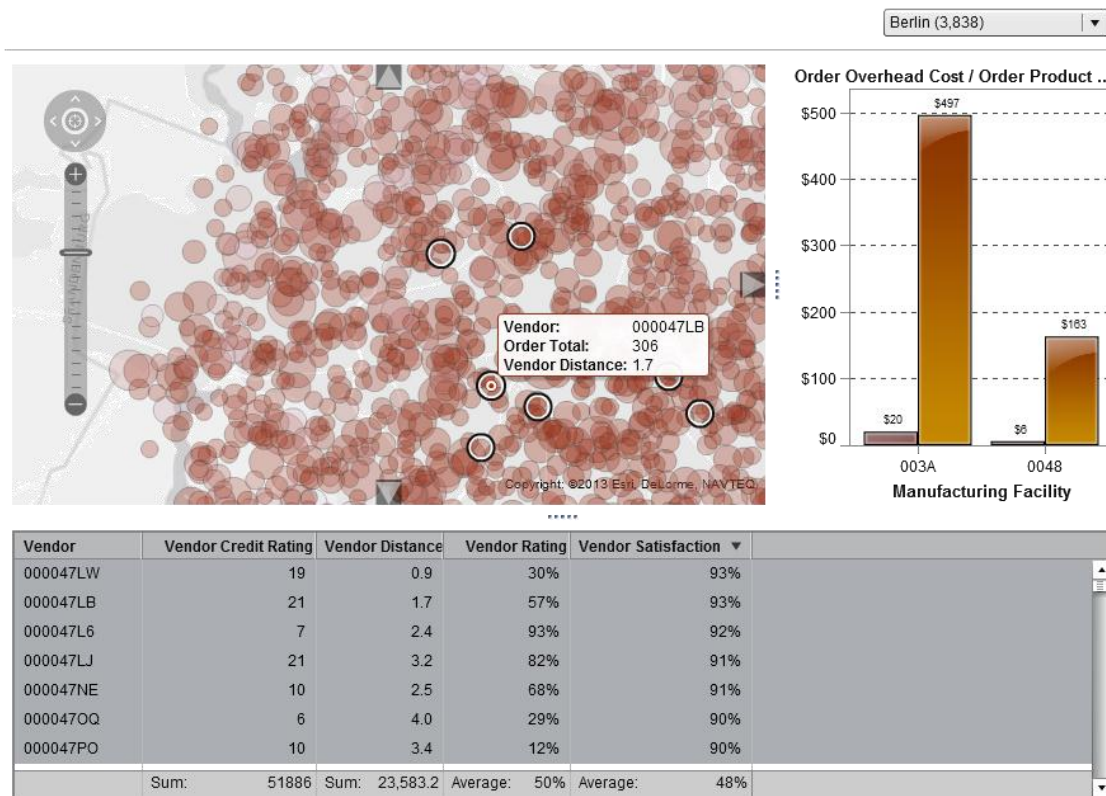 Berlin (3,838)
Order Overhead Cost / Order Product ..
$500
$400
$300
$200
$100
$0
$497
$20
$163
$6
003A
0048
Manufacturing Facility
Vendor: 000047LB
Order Total: 306
Vendor Distance: 1.7
Copyright: ©2013 Esri, DeLorme, NAVTEQ
Vendor Vendor Credit Rating Vendor Distance Vendor Rating Vendor Satisfaction
000047LW 19 0.9 30% 93%
000047LB 21 1.7 57% 93%
000047L6 7 2.4 93% 92%
000047LJ 21 3.2 82% 91%
000047NE 10 2.5 68% 91%
000047OQ 6 4.0 29% 90%
000047PO 10 3.4 12% 90%
Sum: 51886 Sum: 23,583.2 Average: 50% Average: 48%